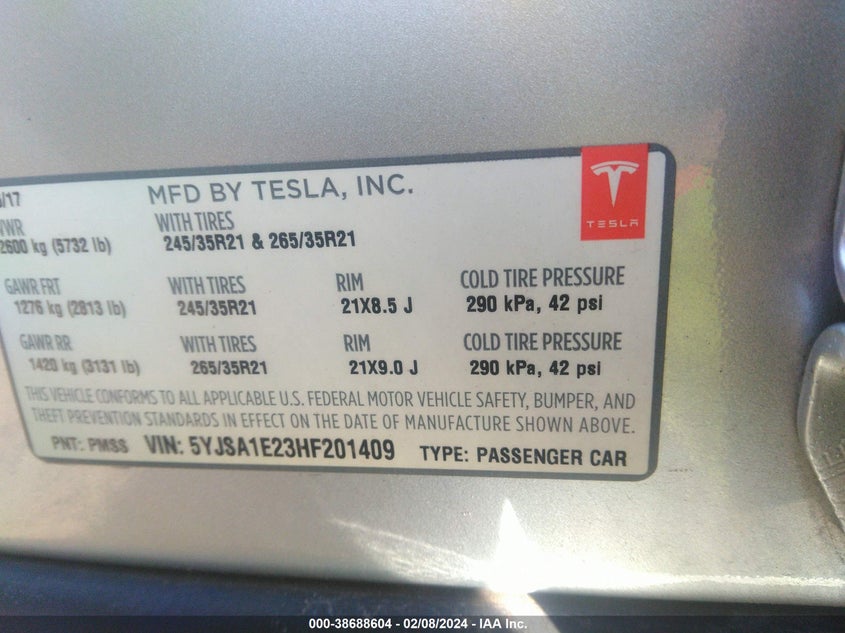 /17 MFD BY TESLA, INC.
TESLA
WITH TIRES
2600 kg (5732 lb) 245/35R21 & 265/35R21
GAWR FRT WITH TIRES RIM COLD TIRE PRESSURE
1276 kg (2813 lb) 245/35R21 21X8.5 J 290 kPa, 42 psi
GAWR RR WITH TIRES RIM COLD TIRE PRESSURE
1420 kg (3131 lb) 265/35R21 21X9.0 J 290 kPa, 42 psi
THIS VEHICLE CONFORMS TO ALL APPLICABLE U.S. FEDERAL MOTOR VEHICLE SAFETY, BUMPER, AND
THEFT PREVENTION STANDARDS IN EFFECT ON THE DATE OF MANUFACTURE SHOWN ABOVE.
PNT: PMSS VIN: 5YJSA1E23HF201409 TYPE: PASSENGER CAR
000-38688604 - 02/08/2024 - IAA Inc.